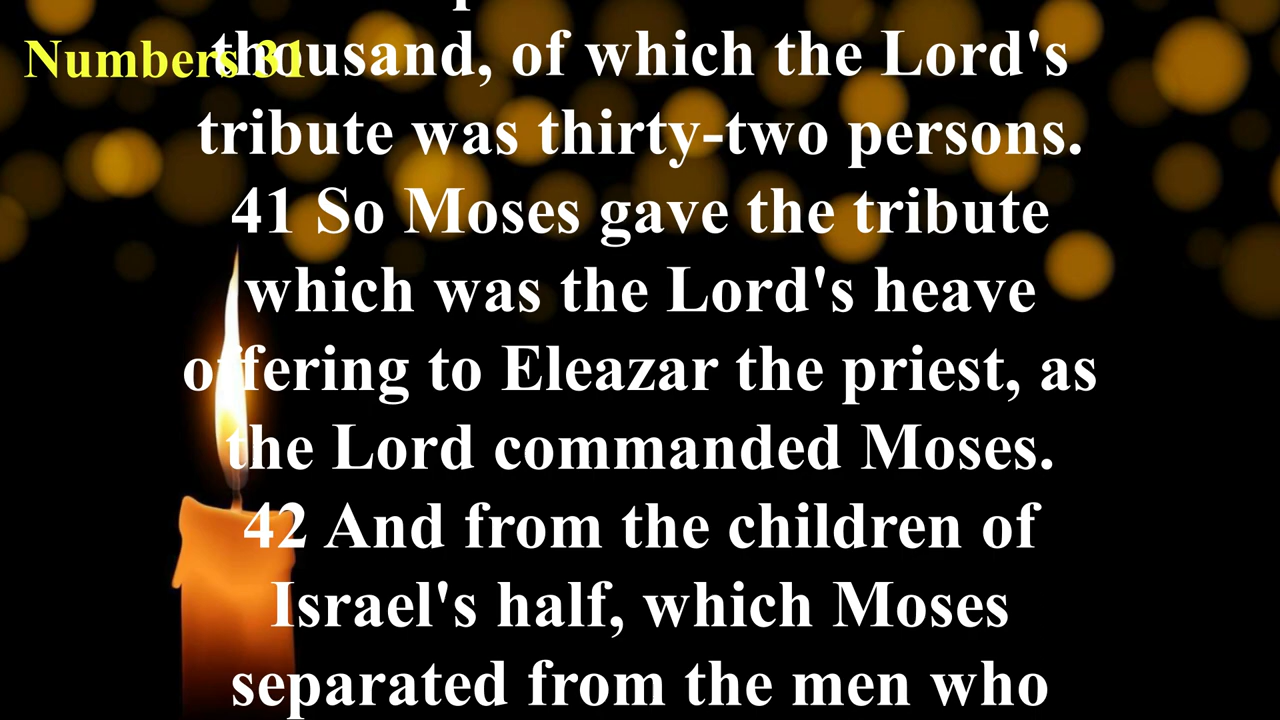 Numbers 31
thousand, of which the Lord's
tribute was thirty-two persons.
41 So Moses gave the tribute
which was the Lord's heave
offering to Eleazar the priest, as
the Lord commanded Moses.
42 And from the children of
Israel's half, which Moses
separated from the men who